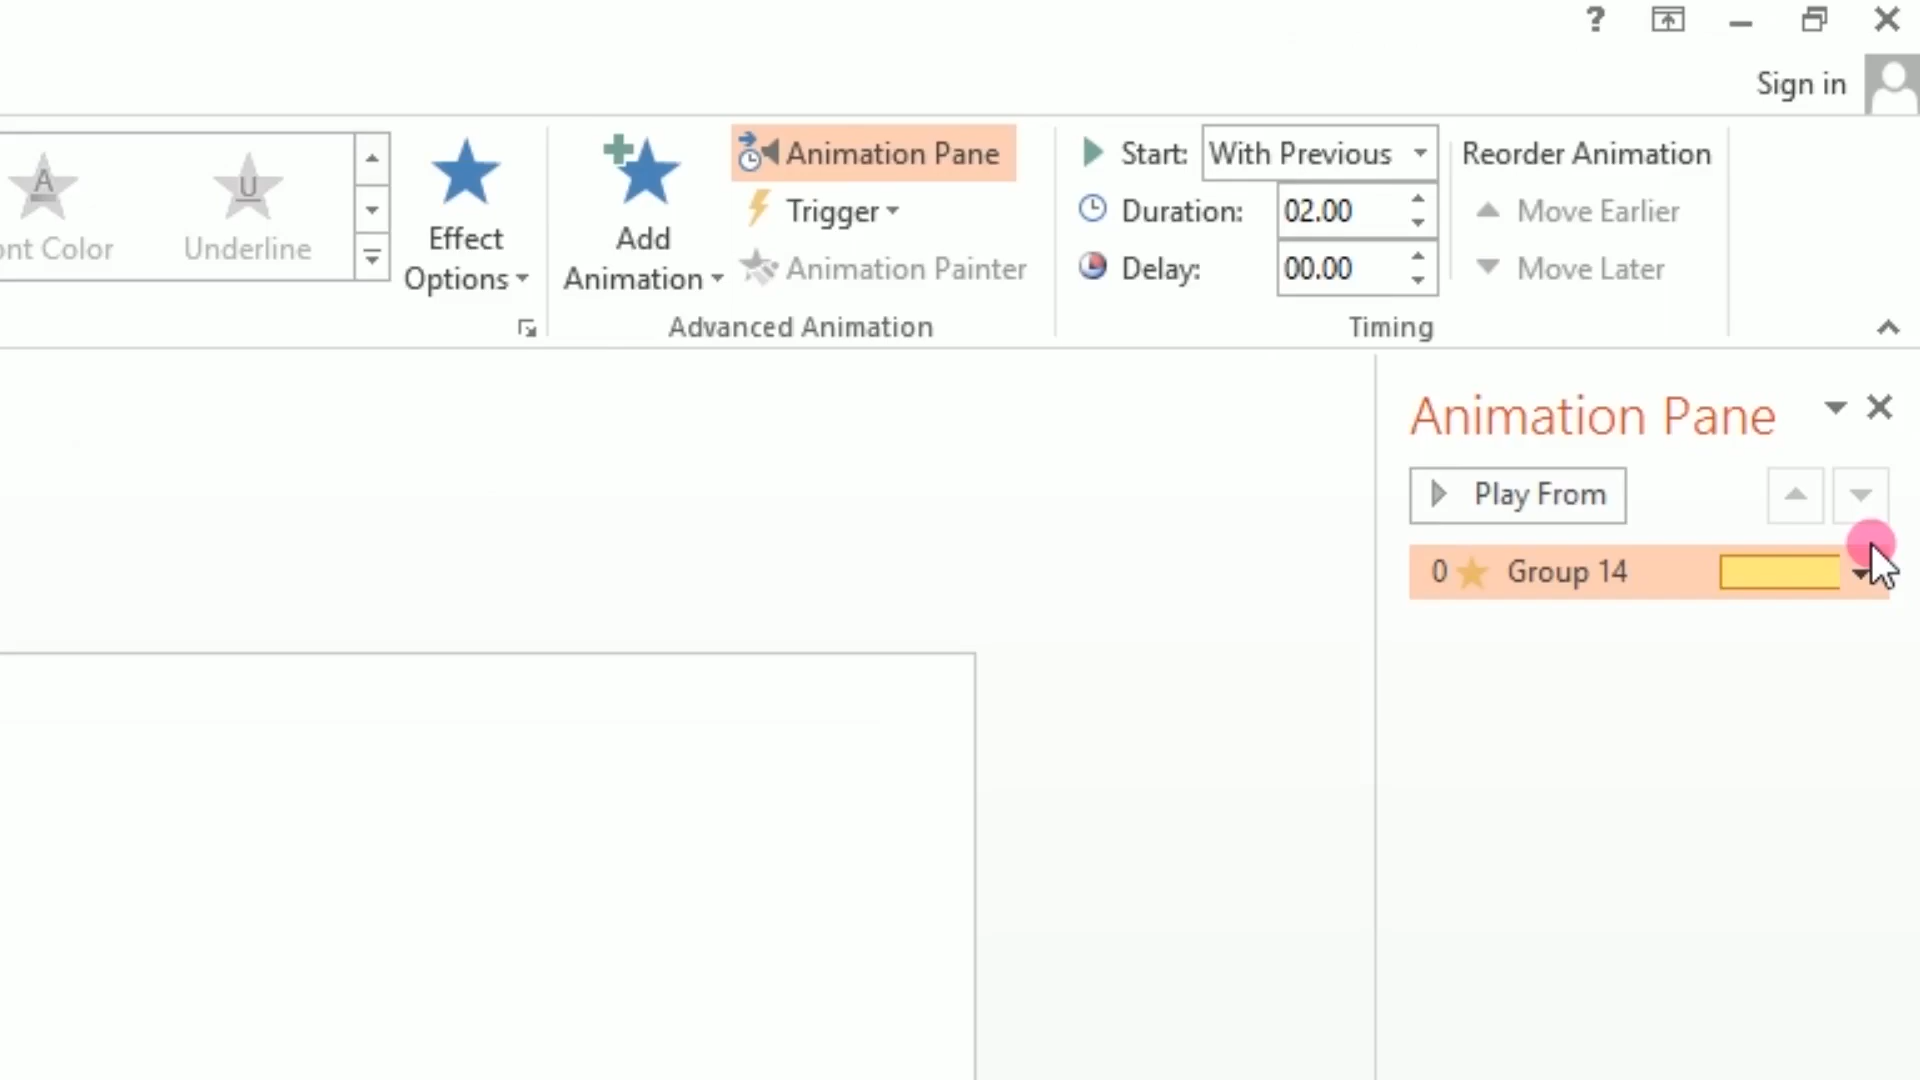 ?
Sign in
A
U
ont Color
Underline
Effect
Options
Add
Animation
Animation Pane
Trigger
Animation Painter
Advanced Animation
Start: With Previous
Duration: 02.00
Delay: 00.00
Timing
Reorder Animation
Move Earlier
Move Later
Animation Pane
Play From
0 Group 14